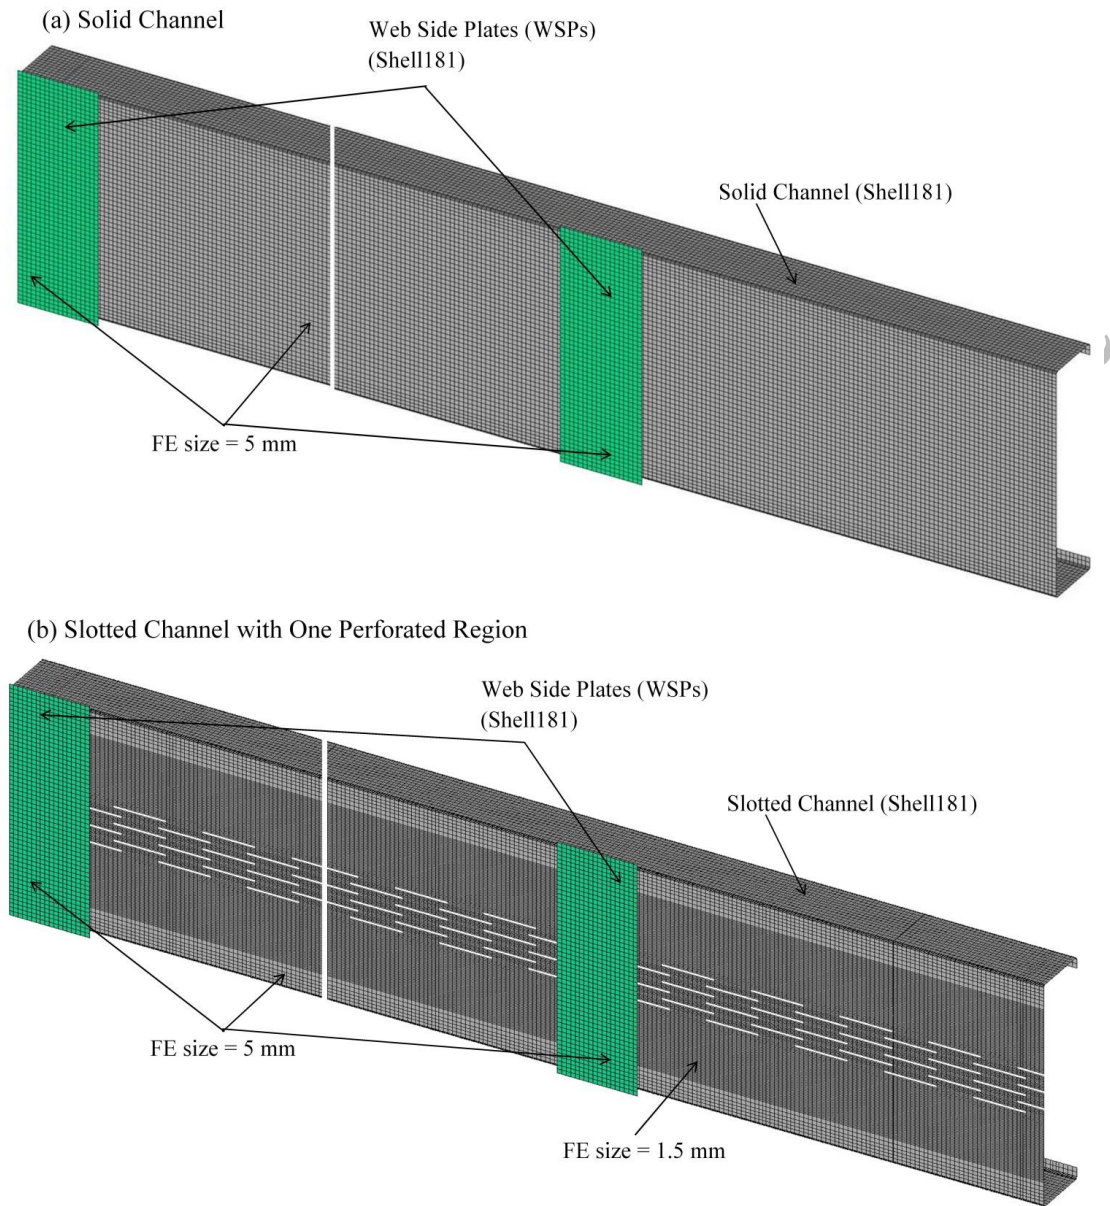 (a) Solid Channel
Web Side Plates (WSPs)
(Shell181)
Solid Channel (Shell181)
FE size = 5 mm
(b) Slotted Channel with One Perforated Region
Web Side Plates (WSPs)
(Shell181)
Slotted Channel (Shell181)
FE size = 5 mm
FE size = 1.5 mm